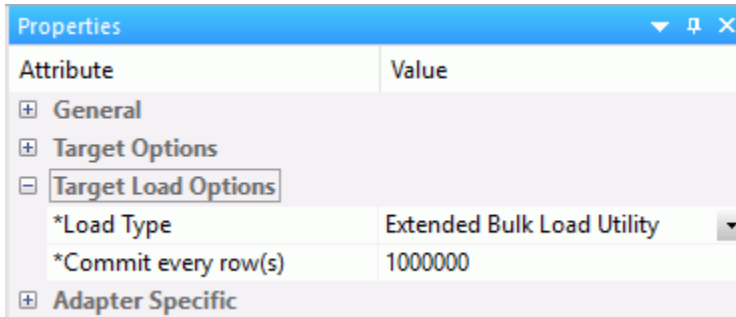 Properties
Attribute Value
General
Target Options
Target Load Options
*Load Type Extended Bulk Load Utility
*Commit every row(s) 1000000
Adapter Specific